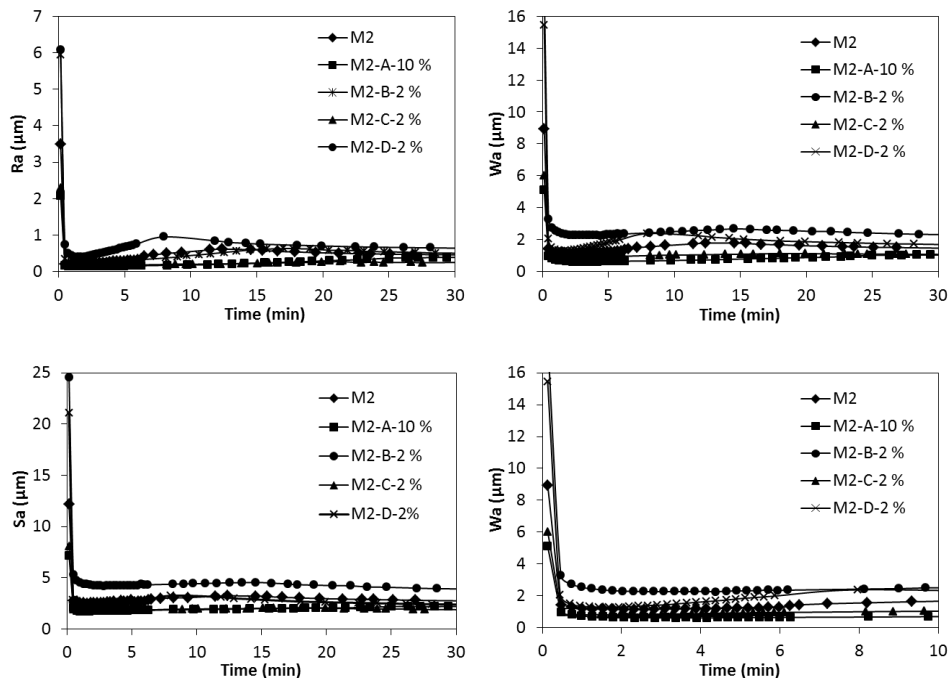 7
6
5
4
3
2
1
0
Ra (µm)
0 5 10 15 20 25 30
Time (min)
M2
M2-A-10 %
M2-B-2 %
M2-C-2 %
M2-D-2 %
16
14
12
10
8
6
4
2
0
Wa (µm)
0 5 10 15 20 25 30
Time (min)
M2
M2-A-10 %
M2-B-2 %
M2-C-2 %
M2-D-2 %
25
20
15
10
5
0
Sa (µm)
0 5 10 15 20 25 30
Time (min)
M2
M2-A-10 %
M2-B-2 %
M2-C-2 %
M2-D-2%
16
14
12
10
8
6
4
2
0
Wa (µm)
0 2 4 6 8 10
Time (min)
M2
M2-A-10 %
M2-B-2 %
M2-C-2 %
M2-D-2 %